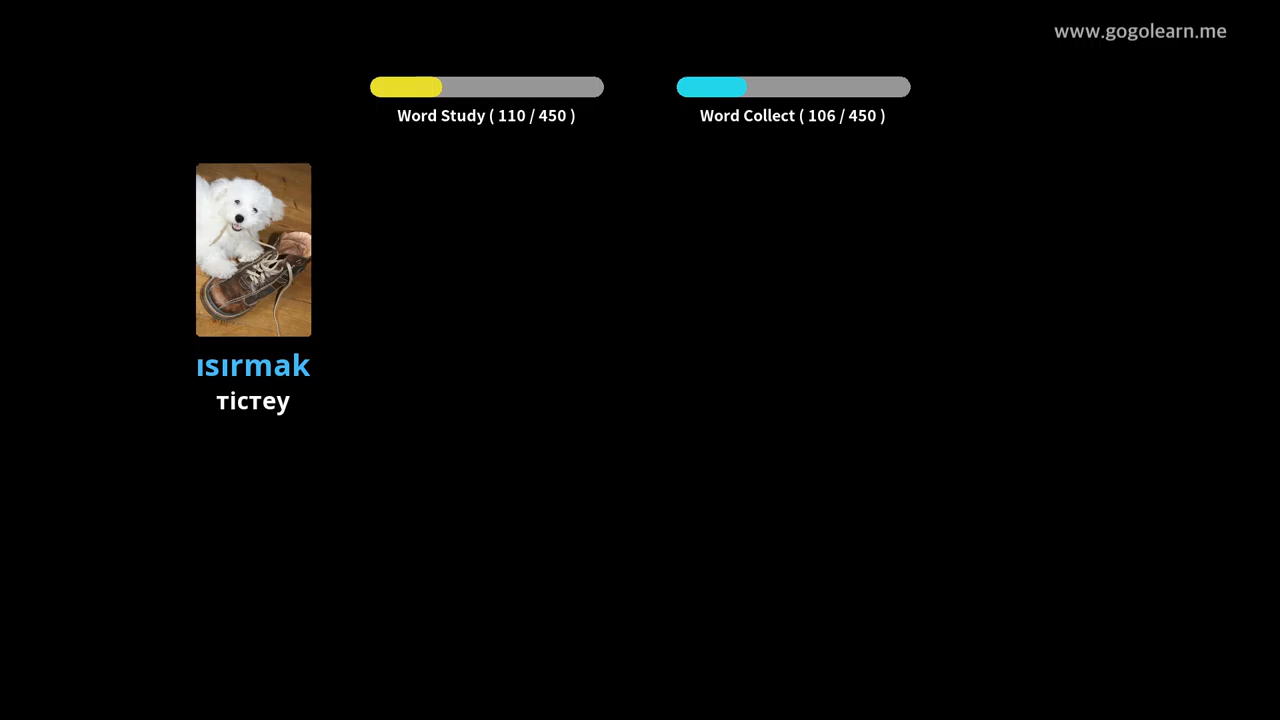 www.gogolearn.me
Word Study ( 110 / 450 )
Word Collect ( 106 / 450 )
ısırmak
тістеу